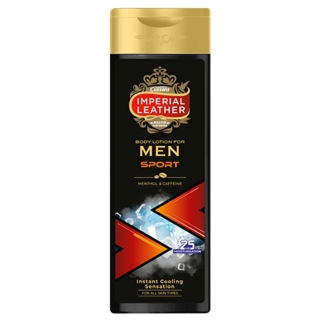 Cussons
IMPERIAL
LEATHER
BODY LOTION FOR
MEN
SPORT
MENTHOL & CAFFEINE
25
Instant Cooling
Sensation
FOR ALL SKIN TYPES